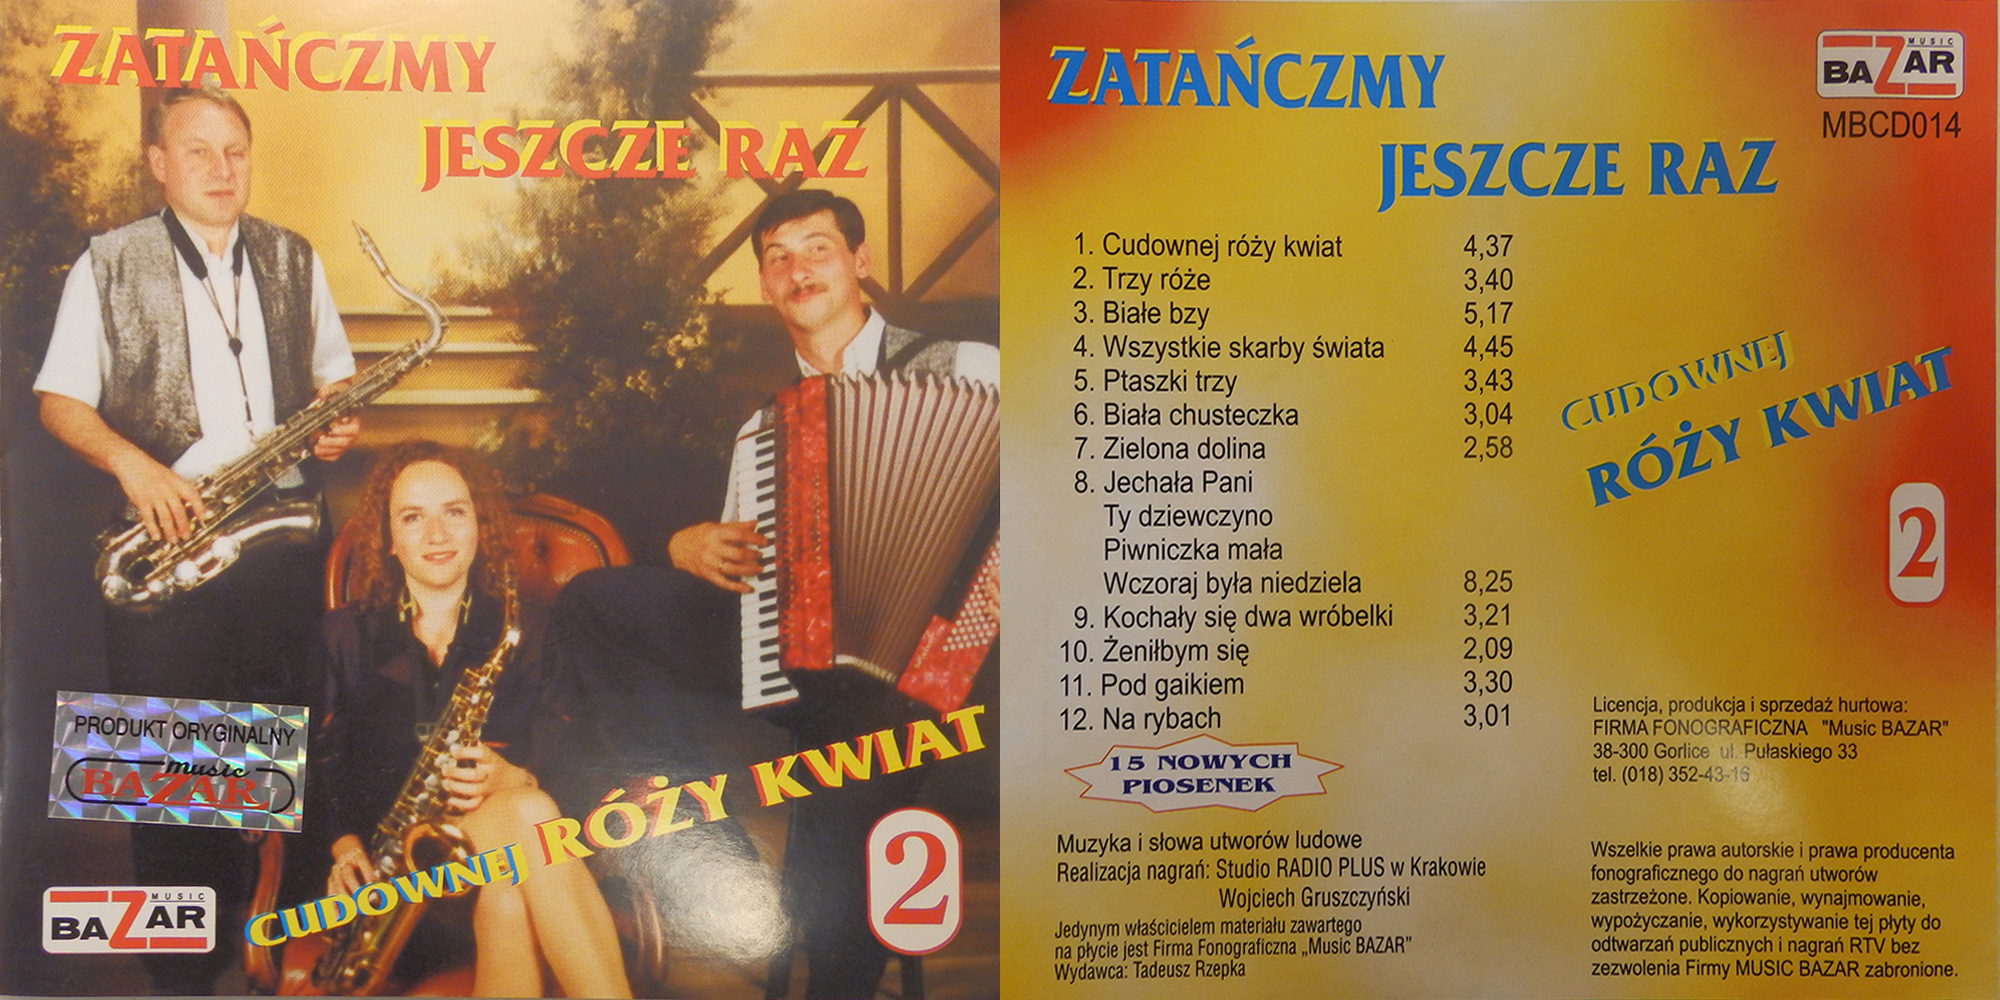 ZATAŃCZMY
JESZCZE RAZ
PRODUKT ORYGINALNY
music
BAZAR
MUSIC
BAZAR
CUDOWNEJ RÓŻY KWIAT
2
ZATAŃCZMY
JESZCZE RAZ
MUSIC
BAZAR
MBCD014
1. Cudownej róży kwiat 4,37
2. Trzy róże 3,40
3. Białe bzy 5,17
4. Wszystkie skarby świata 4,45
5. Ptaszki trzy 3,43
6. Biała chusteczka 3,04
7. Zielona dolina 2,58
8. Jechała Pani
Ty dziewczyno
Piwniczka mała
Wczoraj była niedziela 8,25
9. Kochały się dwa wróbelki 3,21
10. Żeniłbym się 2,09
11. Pod gaikiem 3,30
12. Na rybach 3,01
CUDOWNEJ
RÓŻY KWIAT
2
15 NOWYCH
PIOSENEK
Licencja, produkcja i sprzedaż hurtowa:
FIRMA FONOGRAFICZNA "Music BAZAR"
38-300 Gorlice ul. Pułaskiego 33
tel. (018) 352-43-16
Muzyka i słowa utworów ludowe
Realizacja nagrań: Studio RADIO PLUS w Krakowie
Wojciech Gruszczyński
Jedynym właścicielem materiału zawartego
na płycie jest Firma Fonograficzna „Music BAZAR"
Wydawca: Tadeusz Rzepka
Wszelkie prawa autorskie i prawa producenta
fonograficznego do nagrań utworów
zastrzeżone. Kopiowanie, wynajmowanie,
wypożyczanie, wykorzystywanie tej płyty do
odtwarzań publicznych i nagrań RTV bez
zezwolenia Firmy MUSIC BAZAR zabronione.